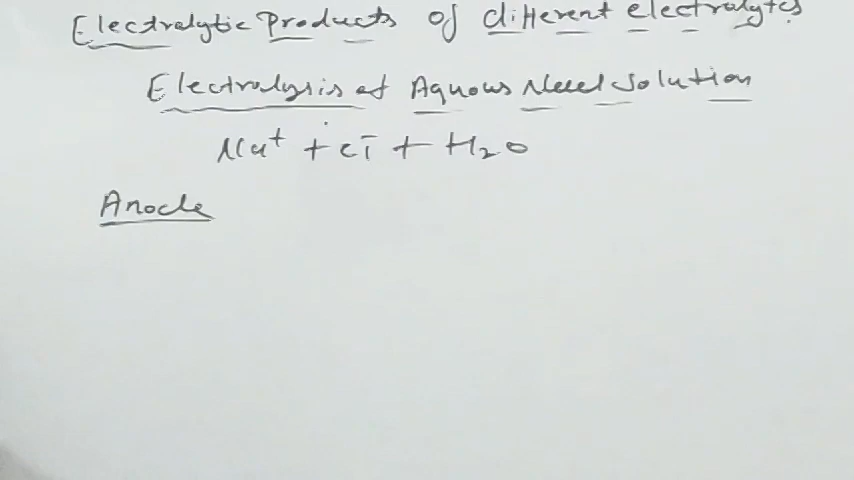 Electrolytic Products of different electrolytes
Electrolysis of Aquous NaCl Solution
Na⁺ + Cl⁻ + H₂O
Anode